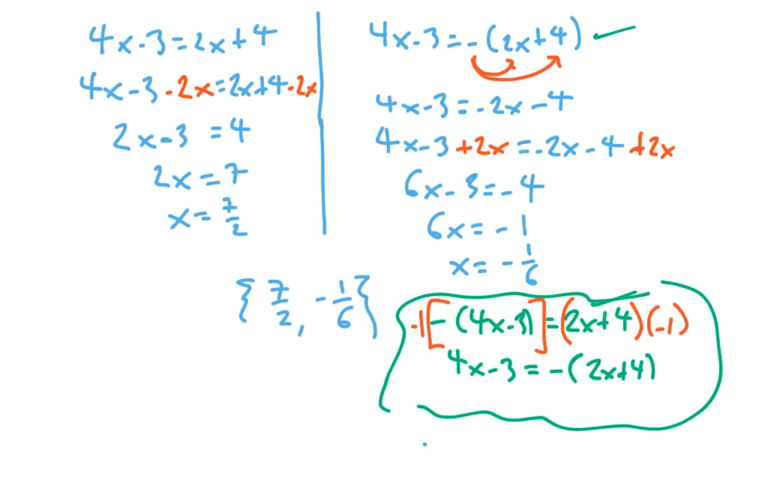 4x-3=2x+4
4x-3-2x=2x+4-2x
2x-3=4
2x=7
x=7/2
4x-3=-(2x+4)
4x-3=-2x-4
4x-3+2x=-2x-4+2x
6x-3=-4
6x=-1
x=-1/6
{7/2, -1/6}
-1[-(4x-3)]=(2x+4)(-1)
4x-3=-(2x+4)